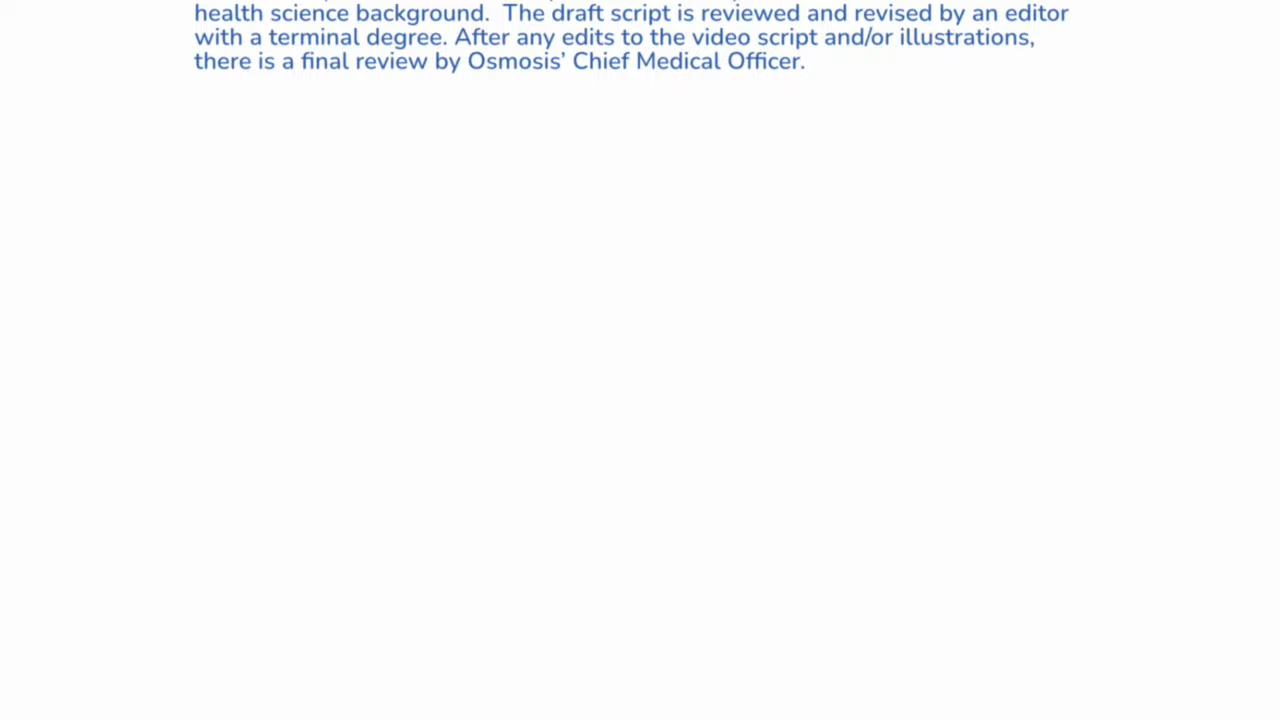 health science background.  The draft script is reviewed and revised by an editor
with a terminal degree. After any edits to the video script and/or illustrations,
there is a final review by Osmosis’ Chief Medical Officer.